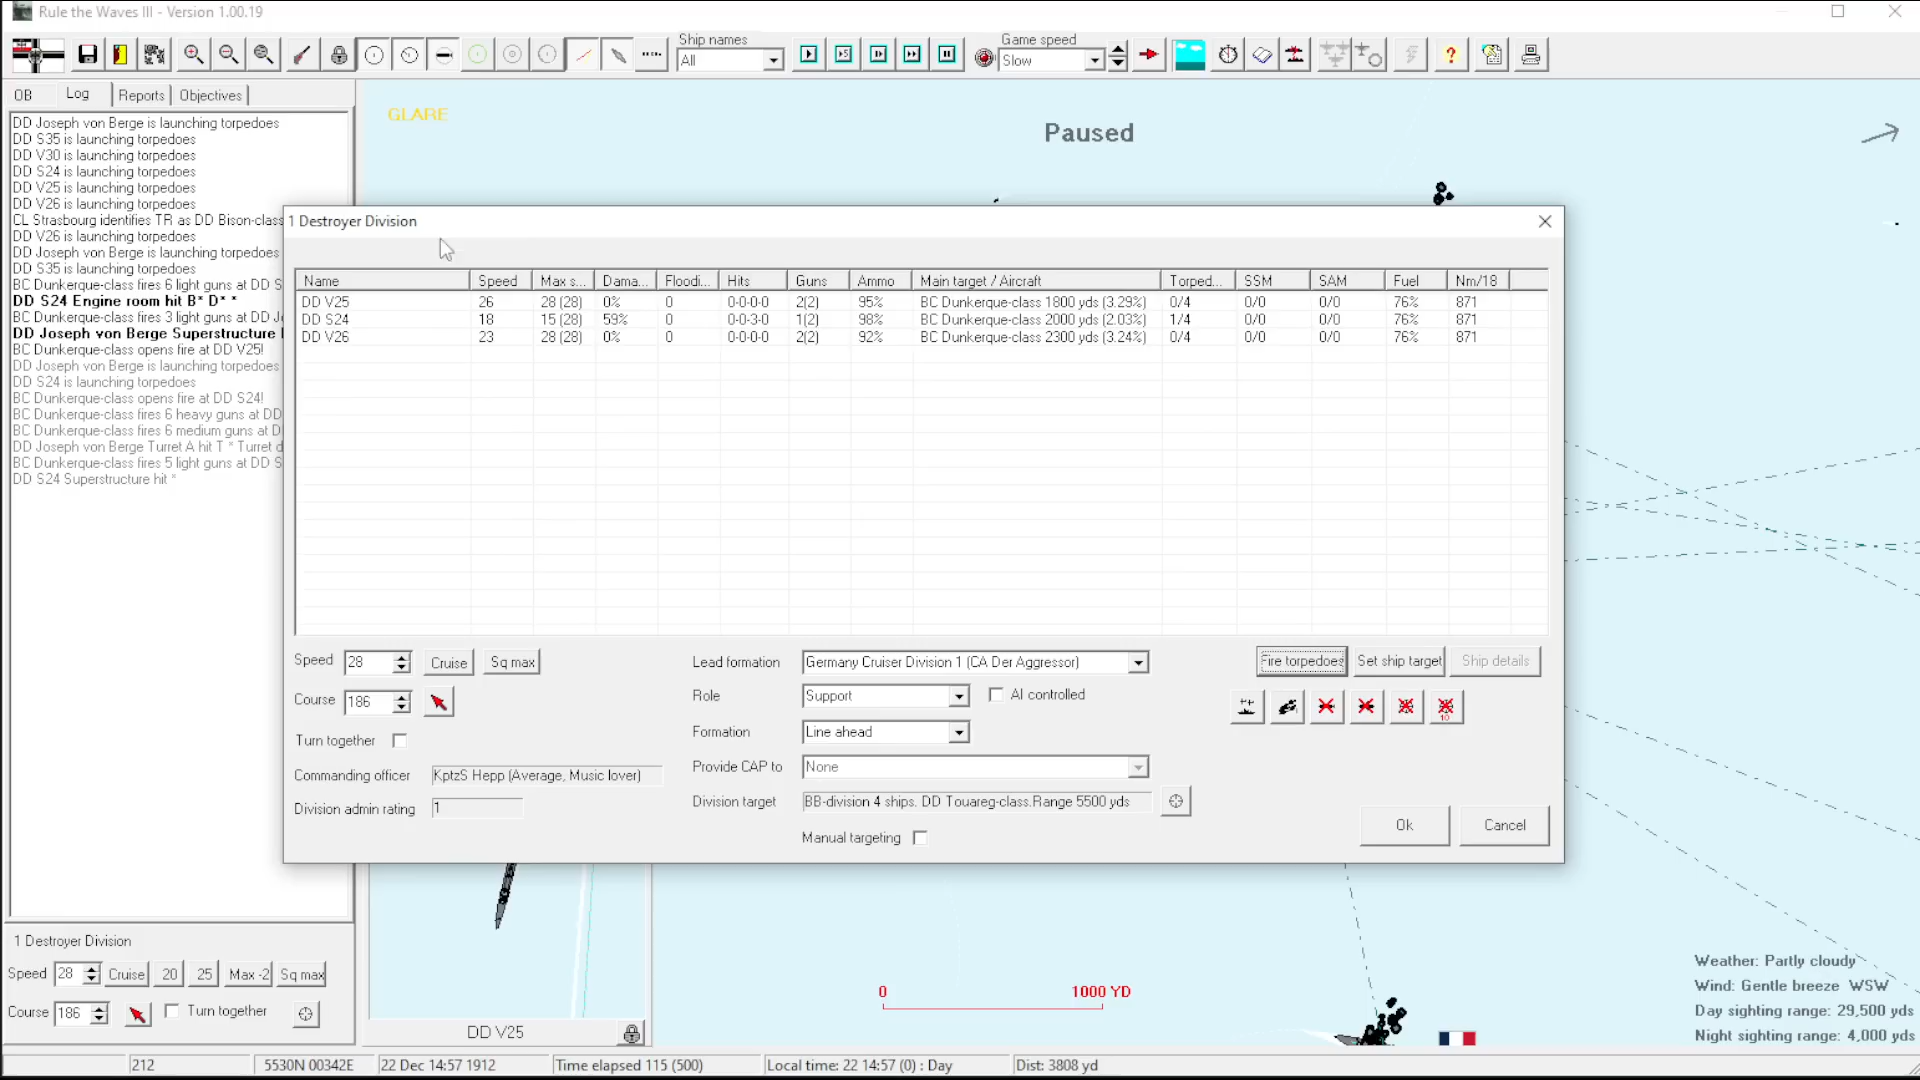 Rule the Waves III - Version 1.00.19
Ship names
All
Game speed
Slow
OB
Log
Reports
Objectives
DD Joseph von Berge is launching torpedoes
DD S35 is launching torpedoes
DD V30 is launching torpedoes
DD S24 is launching torpedoes
DD V25 is launching torpedoes
DD V26 is launching torpedoes
CL Strasbourg identifies TR as DD Bison-class
DD V26 is launching torpedoes
DD Joseph von Berge is launching torpedoes
DD S35 is launching torpedoes
BC Dunkerque-class fires 6 light guns at DD S
DD S24 Engine room hit B* D* *
BC Dunkerque-class fires 3 light guns at DD J
DD Joseph von Berge Superstructure
BC Dunkerque-class opens fire at DD V25!
DD Joseph von Berge is launching torpedoes
DD S24 is launching torpedoes
BC Dunkerque-class opens fire at DD S24!
BC Dunkerque-class fires 6 heavy guns at DD
BC Dunkerque-class fires 6 medium guns at D
DD Joseph von Berge Turret A hit T * Turret d
BC Dunkerque-class fires 5 light guns at DD S
DD S24 Superstructure hit *
GLARE
Paused
1 Destroyer Division
Name Speed Max s... Dama... Floodi... Hits Guns Ammo Main target / Aircraft Torped... SSM SAM Fuel Nm/18
DD V25 26 28 (28) 0% 0 0-0-0-0 2(2) 95% BC Dunkerque-class 1800 yds (3.29%) 0/4 0/0 0/0 76% 871
DD S24 18 15 (28) 59% 0 0-0-3-0 1(2) 98% BC Dunkerque-class 2000 yds (2.03%) 1/4 0/0 0/0 76% 871
DD V26 23 28 (28) 0% 0 0-0-0-0 2(2) 92% BC Dunkerque-class 2300 yds (3.24%) 0/4 0/0 0/0 76% 871
Speed 28 Cruise Sq max
Course 186
Turn together
Commanding officer KptzS Hepp (Average, Music lover)
Division admin rating 1
Lead formation Germany Cruiser Division 1 (CA Der Aggressor)
Role Support AI controlled
Formation Line ahead
Provide CAP to None
Division target BB-division 4 ships. DD Touareg-class.Range 5500 yds
Manual targeting
Fire torpedoes Set ship target Ship details
10
Ok Cancel
1 Destroyer Division
Speed 28 Cruise 20 25 Max -2 Sq max
Course 186 Turn together
DD V25
0 1000 YD
Weather: Partly cloudy
Wind: Gentle breeze WSW
Day sighting range: 29,500 yds
Night sighting range: 4,000 yds
212 5530N 00342E 22 Dec 14:57 1912 Time elapsed 115 (500) Local time: 22 14:57 (0) : Day Dist: 3808 yd